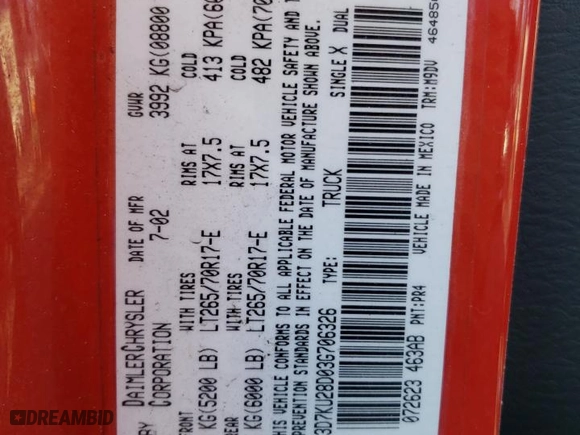 DAIMLERCHRYSLER
CORPORATION
DATE OF MFR
7-02
GVWR
3992 KG(08800
FRONT WITH TIRES
RIMS AT
COLD
KG(5200 LB) LT265/70R17-E
17X7.5
413 KPA(60
REAR WITH TIRES
RIMS AT
COLD
KG(6000 LB) LT265/70R17-E
17X7.5
482 KPA(70
THIS VEHICLE CONFORMS TO ALL APPLICABLE FEDERAL MOTOR VEHICLE SAFETY AND
PREVENTION STANDARDS IN EFFECT ON THE DATE OF MANUFACTURE SHOWN ABOVE.
3D7KU28D03G706326
TYPE: TRUCK
SINGLE X DUAL
072623 463AB
PNT:PR4
VEHICLE MADE IN MEXICO
TRM:M9DV
DREAMBID